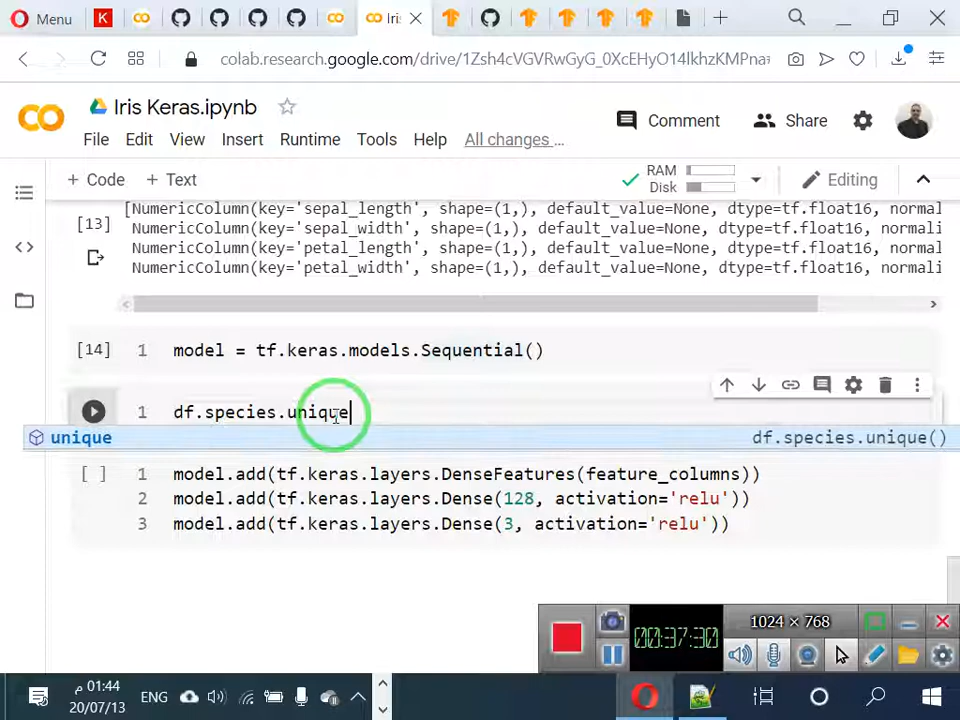 Menu
K
Iris
colab.research.google.com/drive/1Zsh4cVGVRwGyG_0XcEHyO14lkhzKMPna
Iris Keras.ipynb
Comment
Share
File Edit View Insert Runtime Tools Help All changes …
+ Code + Text
RAM
Disk
Editing
[13]
[NumericColumn(key='sepal_length', shape=(1,), default_value=None, dtype=tf.float16, normal
NumericColumn(key='sepal_width', shape=(1,), default_value=None, dtype=tf.float16, normali
NumericColumn(key='petal_length', shape=(1,), default_value=None, dtype=tf.float16, normal
NumericColumn(key='petal_width', shape=(1,), default_value=None, dtype=tf.float16, normali
[14] 1 model = tf.keras.models.Sequential()
1 df.species.unique
unique df.species.unique()
[ ] 1 model.add(tf.keras.layers.DenseFeatures(feature_columns))
2 model.add(tf.keras.layers.Dense(128, activation='relu'))
3 model.add(tf.keras.layers.Dense(3, activation='relu'))
1024 × 768
00:37:30
01:44 م
20/07/13
ENG